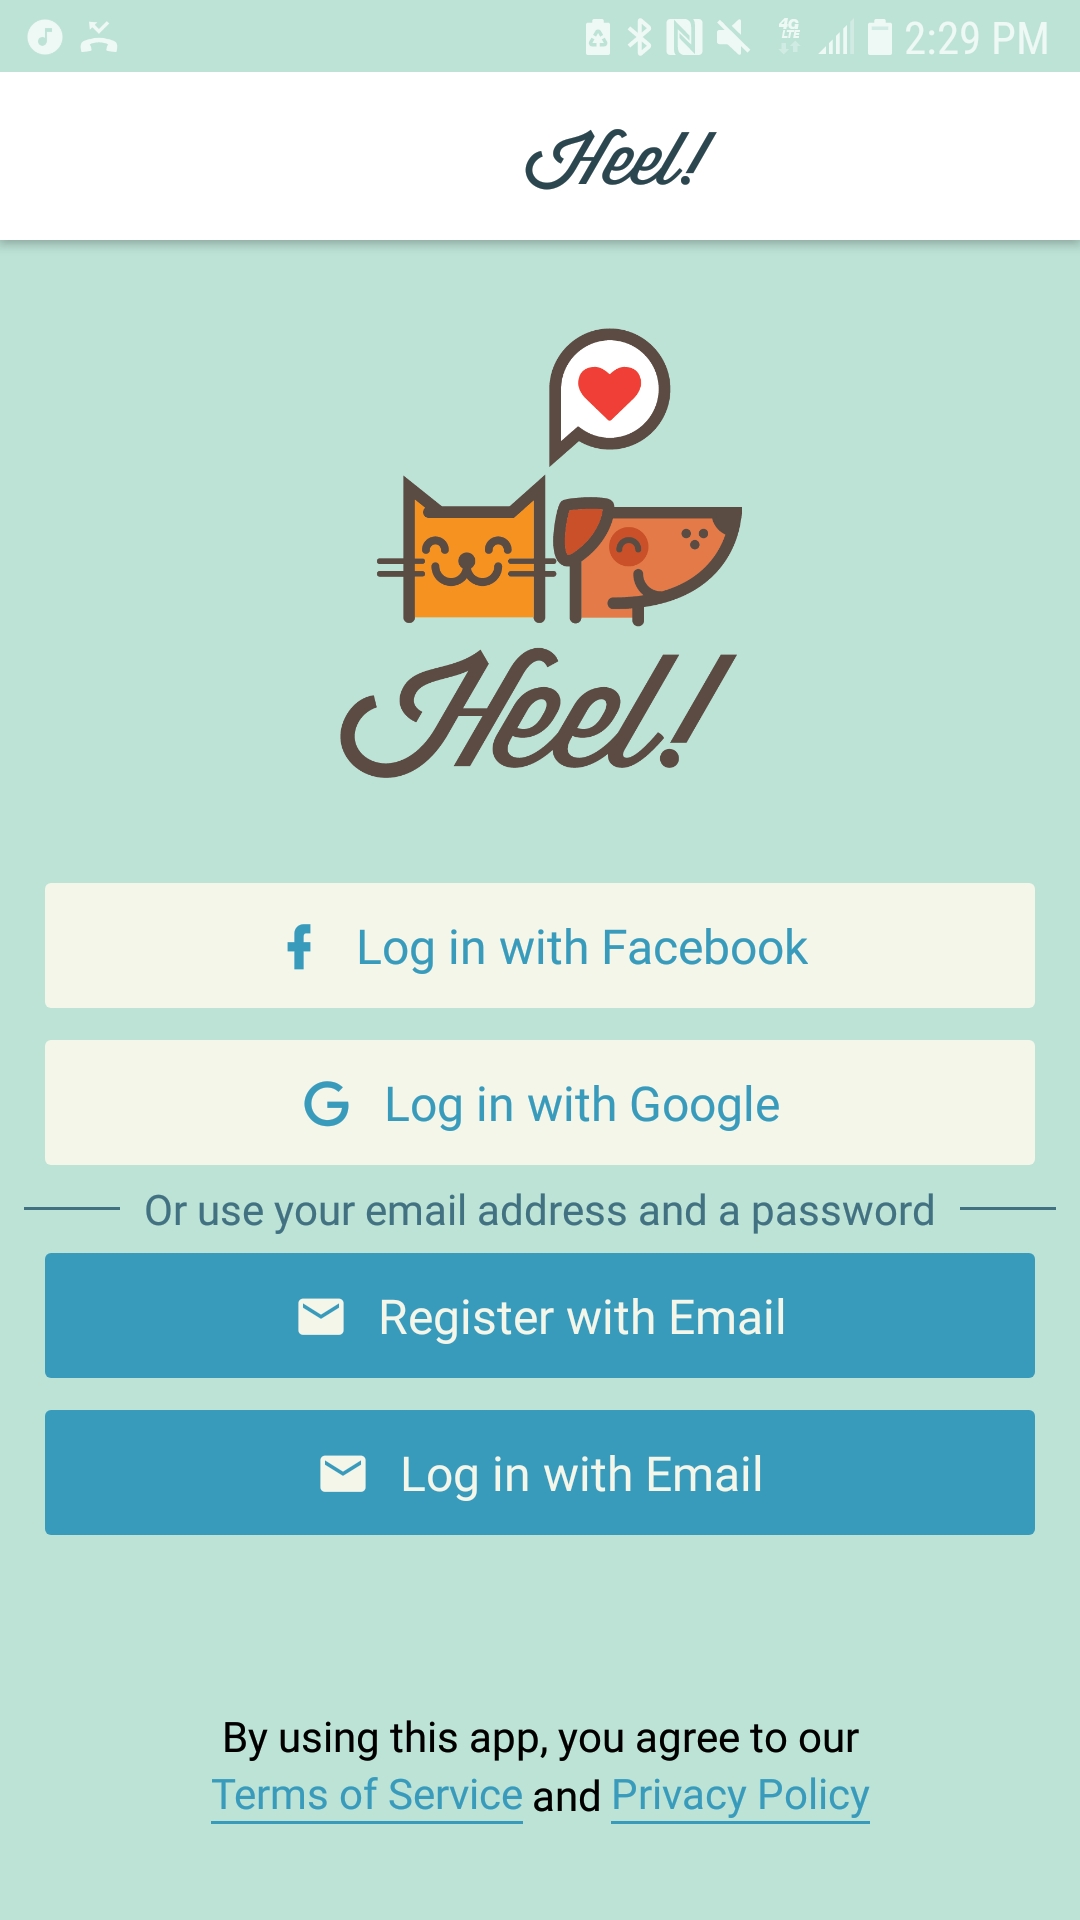 4G
LTE
2:29 PM
Heel!
Heel!
Log in with Facebook
Log in with Google
Or use your email address and a password
Register with Email
Log in with Email
By using this app, you agree to our
Terms of Service and Privacy Policy